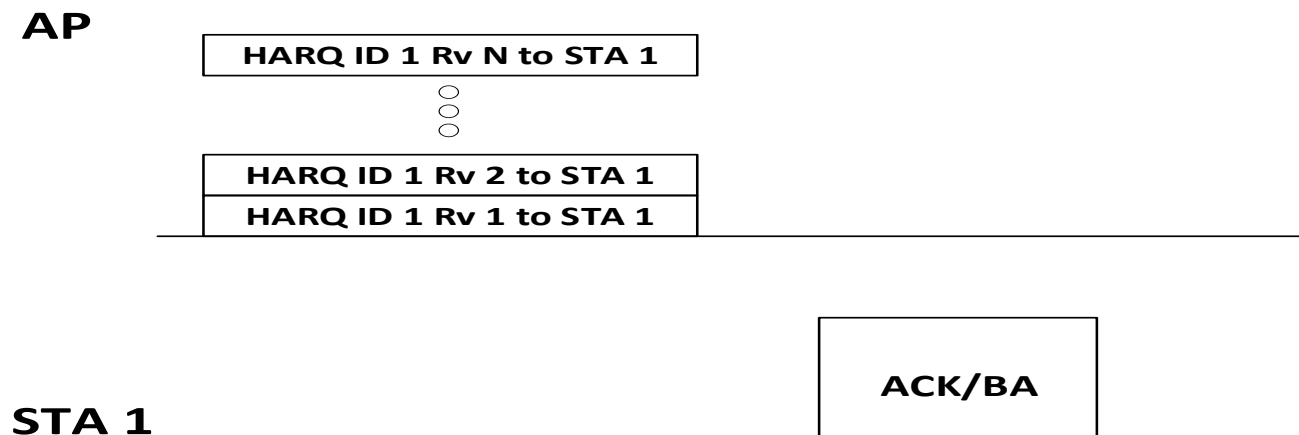 AP
HARQ ID 1 Rv N to STA 1
HARQ ID 1 Rv 2 to STA 1
HARQ ID 1 Rv 1 to STA 1
ACK/BA
STA 1